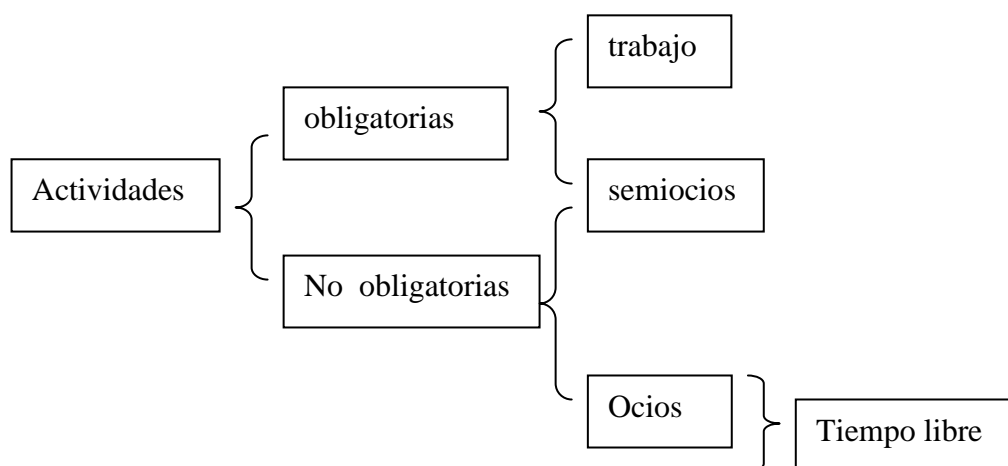 trabajo
obligatorias
Actividades
semiocios
No obligatorias
Ocios
Tiempo libre